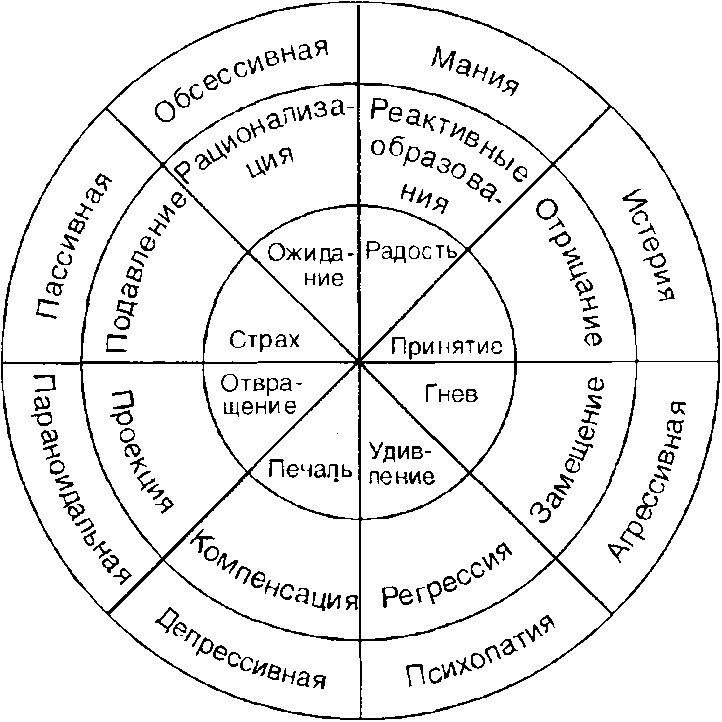 Обсессивная
Мания
Истерия
Агрессивная
Психопатия
Депрессивная
Параноидальная
Пассивная
Рационализа-
ция
Реактивные
образова-
ния
Отрицание
Замещение
Регрессия
Компенсация
Проекция
Подавление
Ожида-
ние
Радость
Принятие
Гнев
Удив-
ление
Печаль
Отвра-
щение
Страх